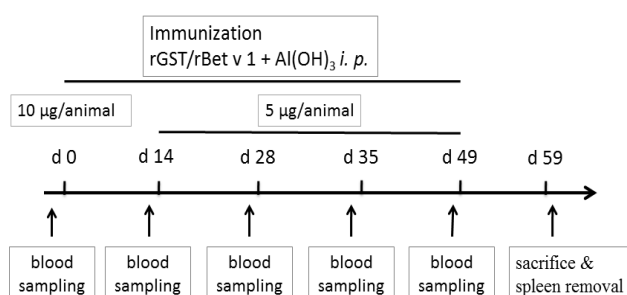 Immunization
rGST/rBet v 1 + Al(OH)₃ i. p.
10 µg/animal
5 µg/animal
d 0 d 14 d 28 d 35 d 49 d 59
blood sampling
blood sampling
blood sampling
blood sampling
blood sampling
sacrifice &
spleen removal